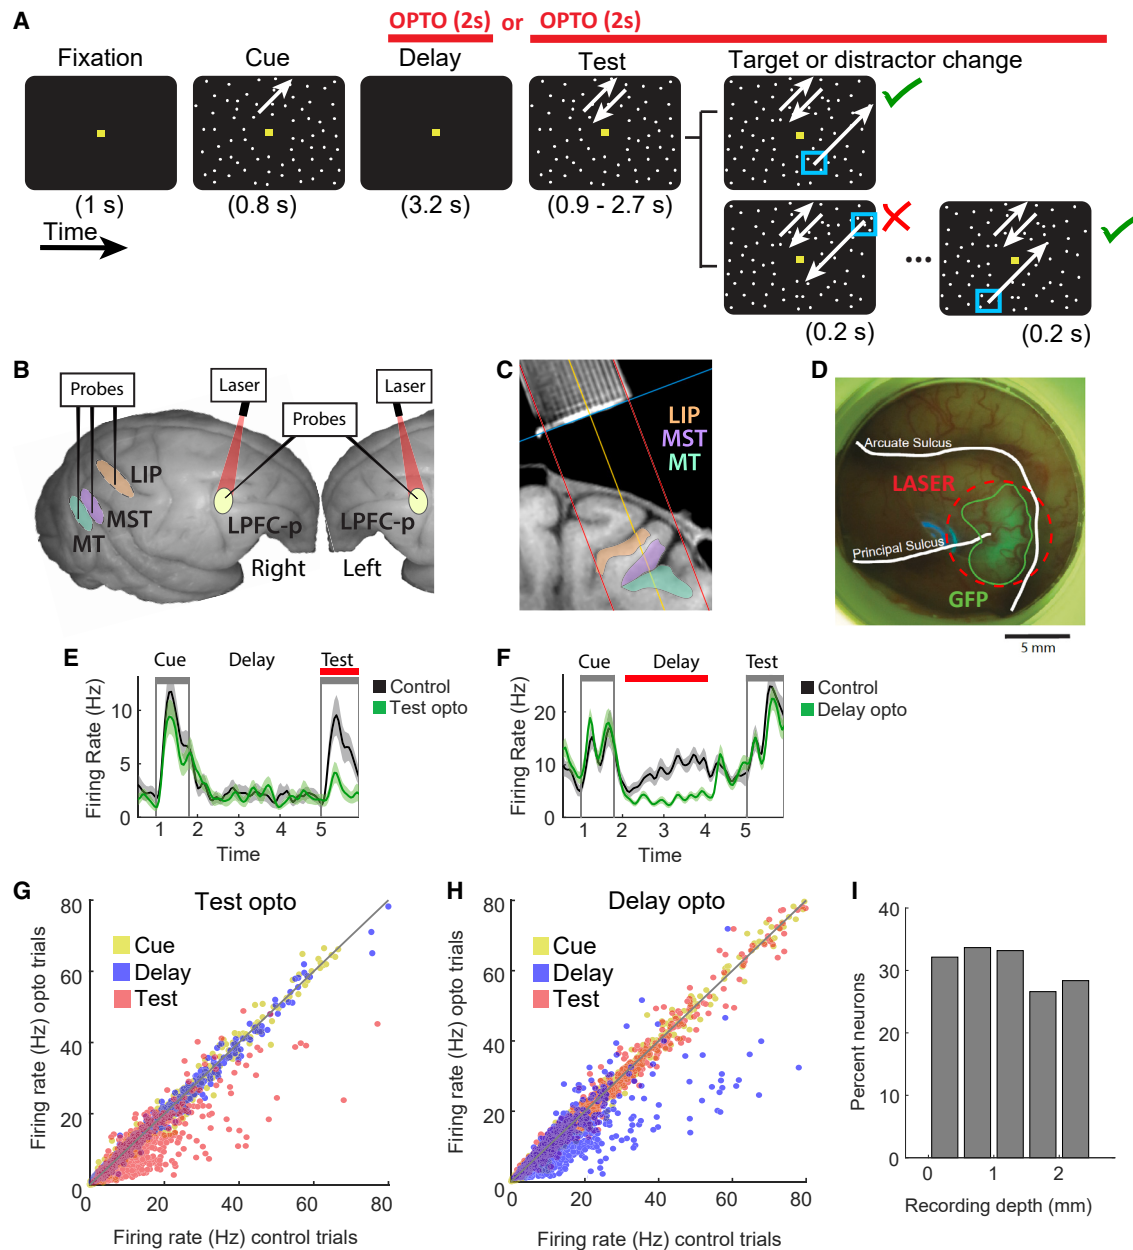 A
OPTO (2s) or OPTO (2s)
Fixation
Cue
Delay
Test
Target or distractor change
(1 s)
(0.8 s)
(3.2 s)
(0.9 - 2.7 s)
Time
(0.2 s)
(0.2 s)
B
Probes
Laser
Probes
Laser
LIP
MST
MT
LPFC-p
LPFC-p
Right
Left
C
LIP
MST
MT
D
Arcuate Sulcus
LASER
Principal Sulcus
GFP
5 mm
E
Cue
Delay
Test
Control
Test opto
Firing Rate (Hz)
10
5
0
1
2
3
4
5
Time
F
Cue
Delay
Test
Control
Delay opto
Firing Rate (Hz)
20
10
0
1
2
3
4
5
Time
G
Test opto
Cue
Delay
Test
Firing rate (Hz) opto trials
80
60
40
20
0
0
20
40
60
80
Firing rate (Hz) control trials
H
Delay opto
Cue
Delay
Test
Firing rate (Hz) opto trials
80
60
40
20
0
0
20
40
60
80
Firing rate (Hz) control trials
I
Percent neurons
40
30
20
10
0
0
1
2
Recording depth (mm)